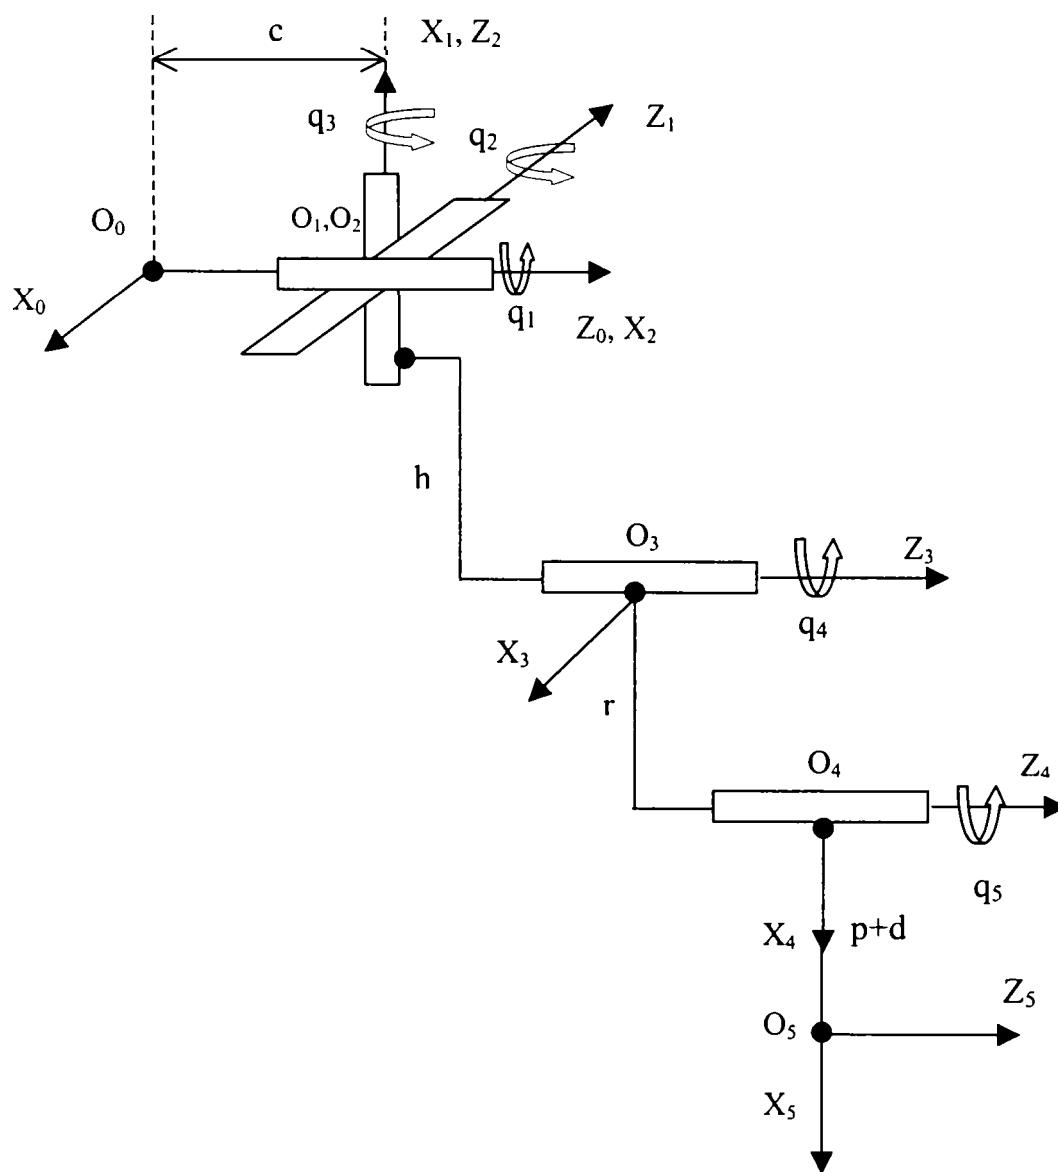 c
X₁, Z₂
q₃
q₂
Z₁
O₀
O₁,O₂
X₀
q₁
Z₀, X₂
h
O₃
Z₃
q₄
X₃
r
O₄
Z₄
q₅
X₄
p+d
Z₅
O₅
X₅